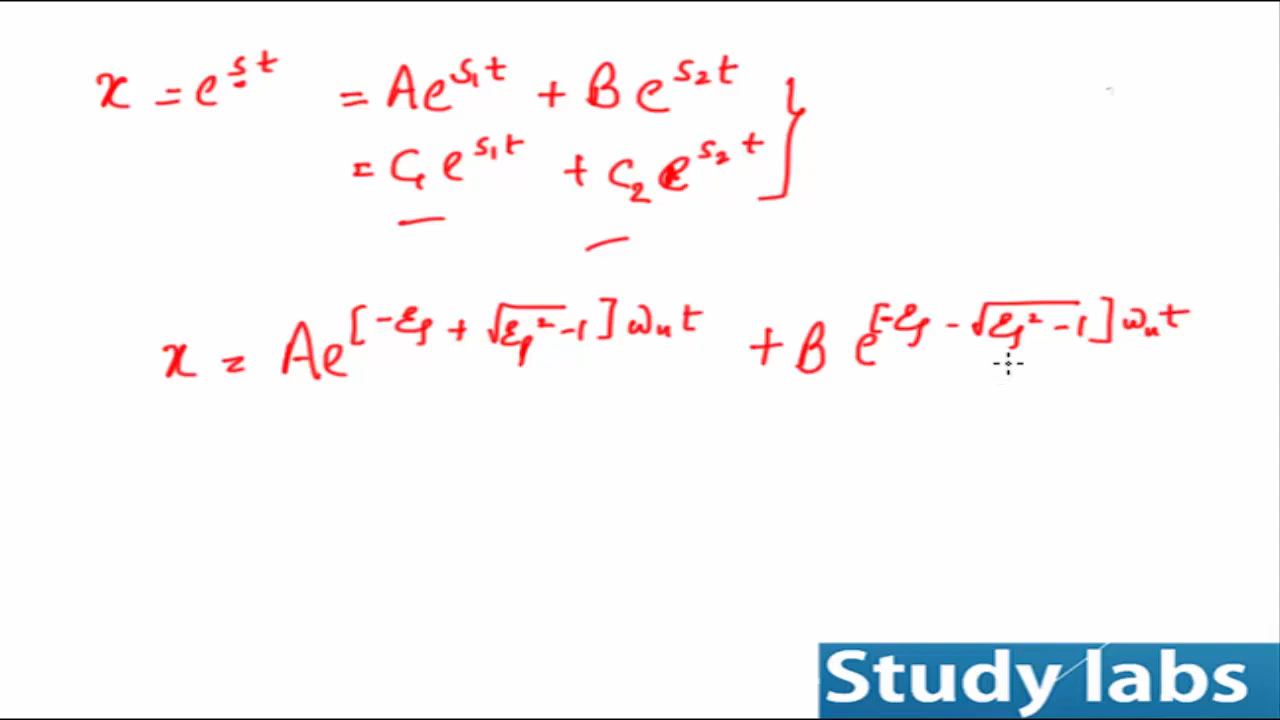 x = e^{st} = Ae^{s₁t} + Be^{s₂t}
= C₁e^{s₁t} + C₂e^{s₂t}
x = Ae^{[-ξ + √(ξ²-1)]ωₙt} + Be^{[-ξ - √(ξ²-1)]ωₙt}
Study labs